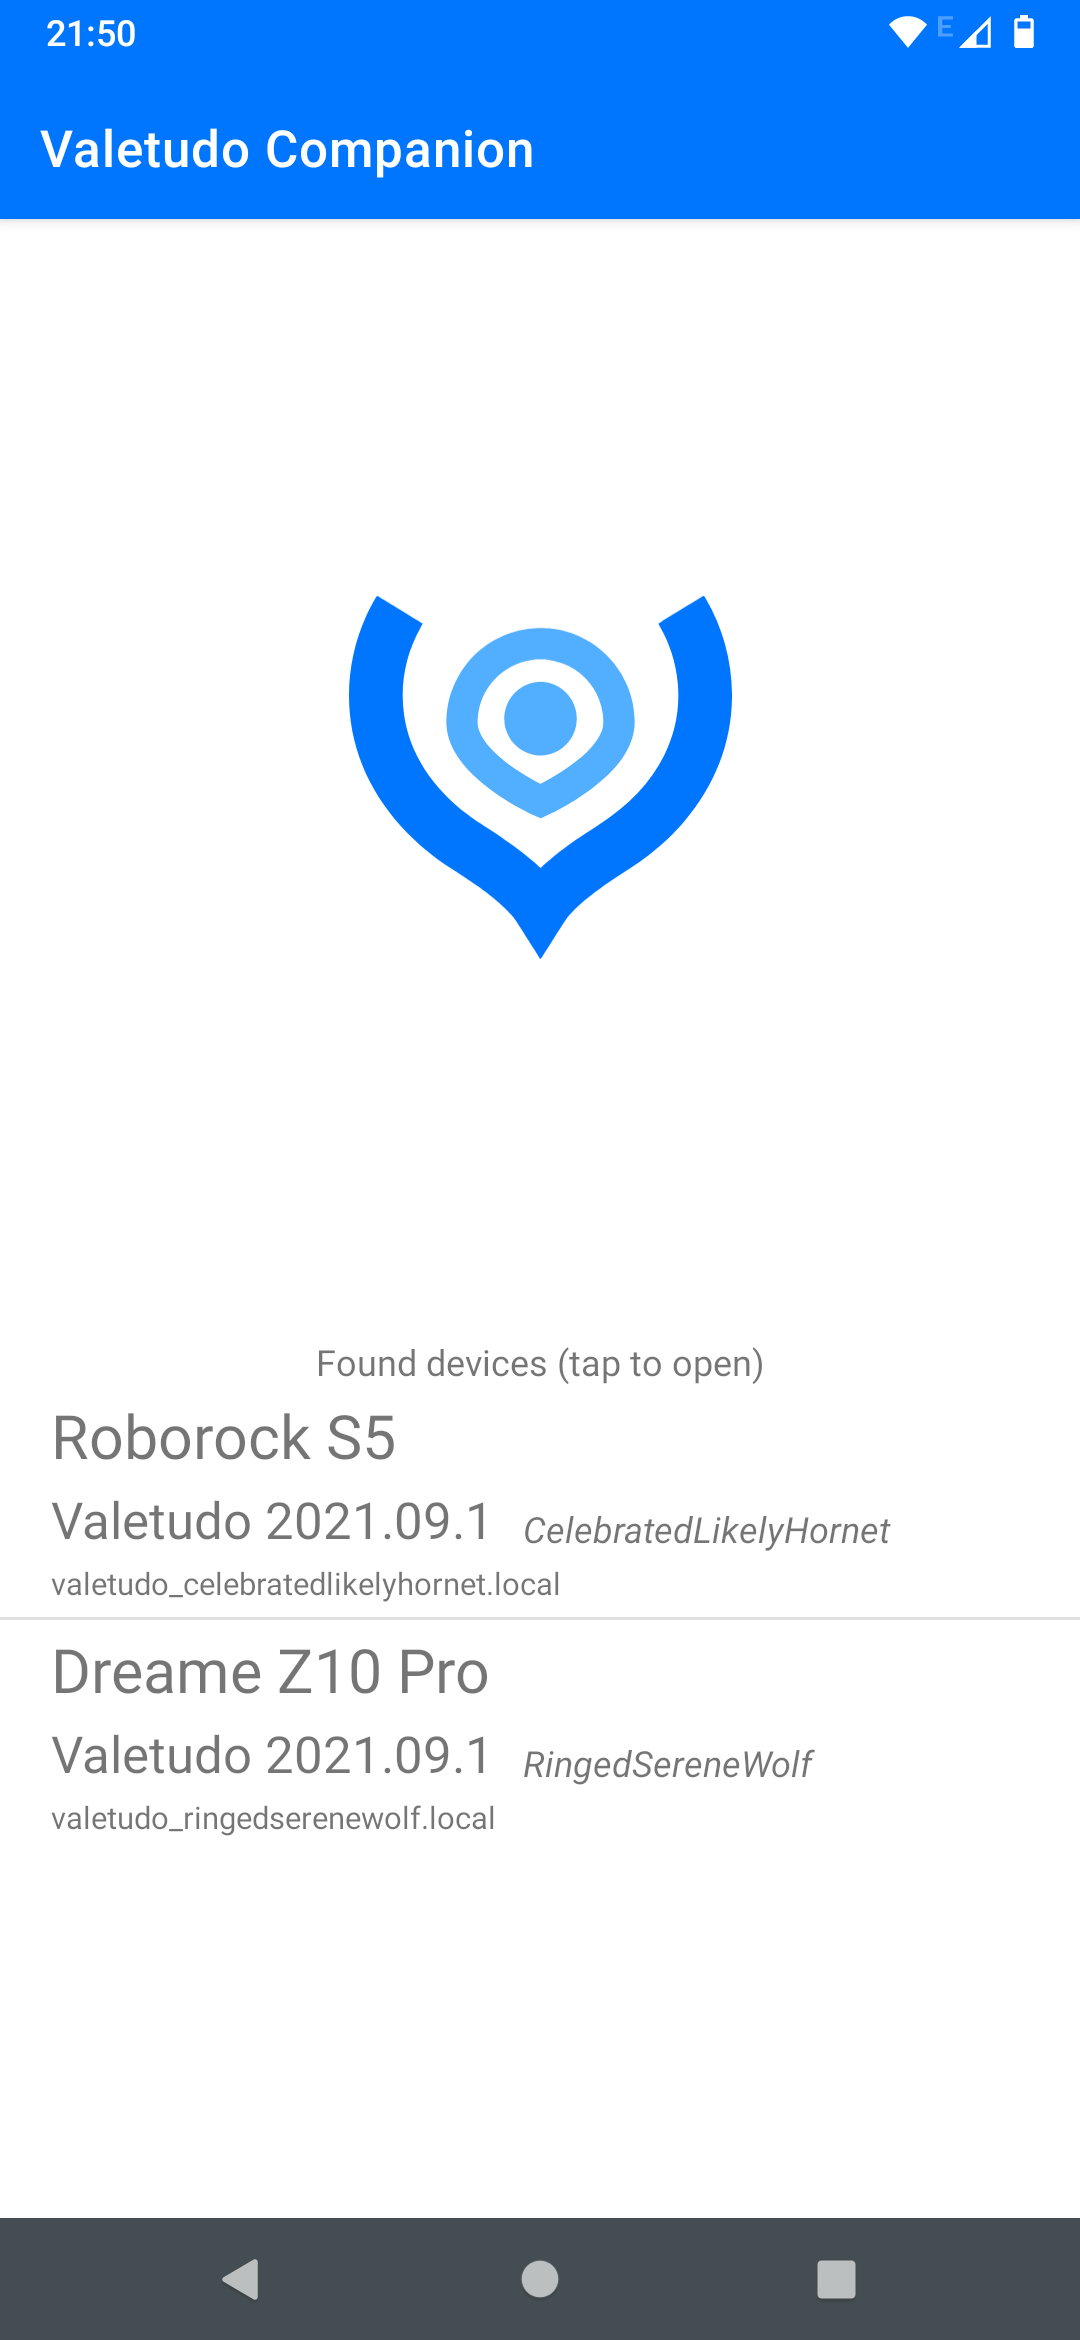 21:50
E
Valetudo Companion
Found devices (tap to open)
Roborock S5
Valetudo 2021.09.1 CelebratedLikelyHornet
valetudo_celebratedlikelyhornet.local
Dreame Z10 Pro
Valetudo 2021.09.1 RingedSereneWolf
valetudo_ringedserenewolf.local